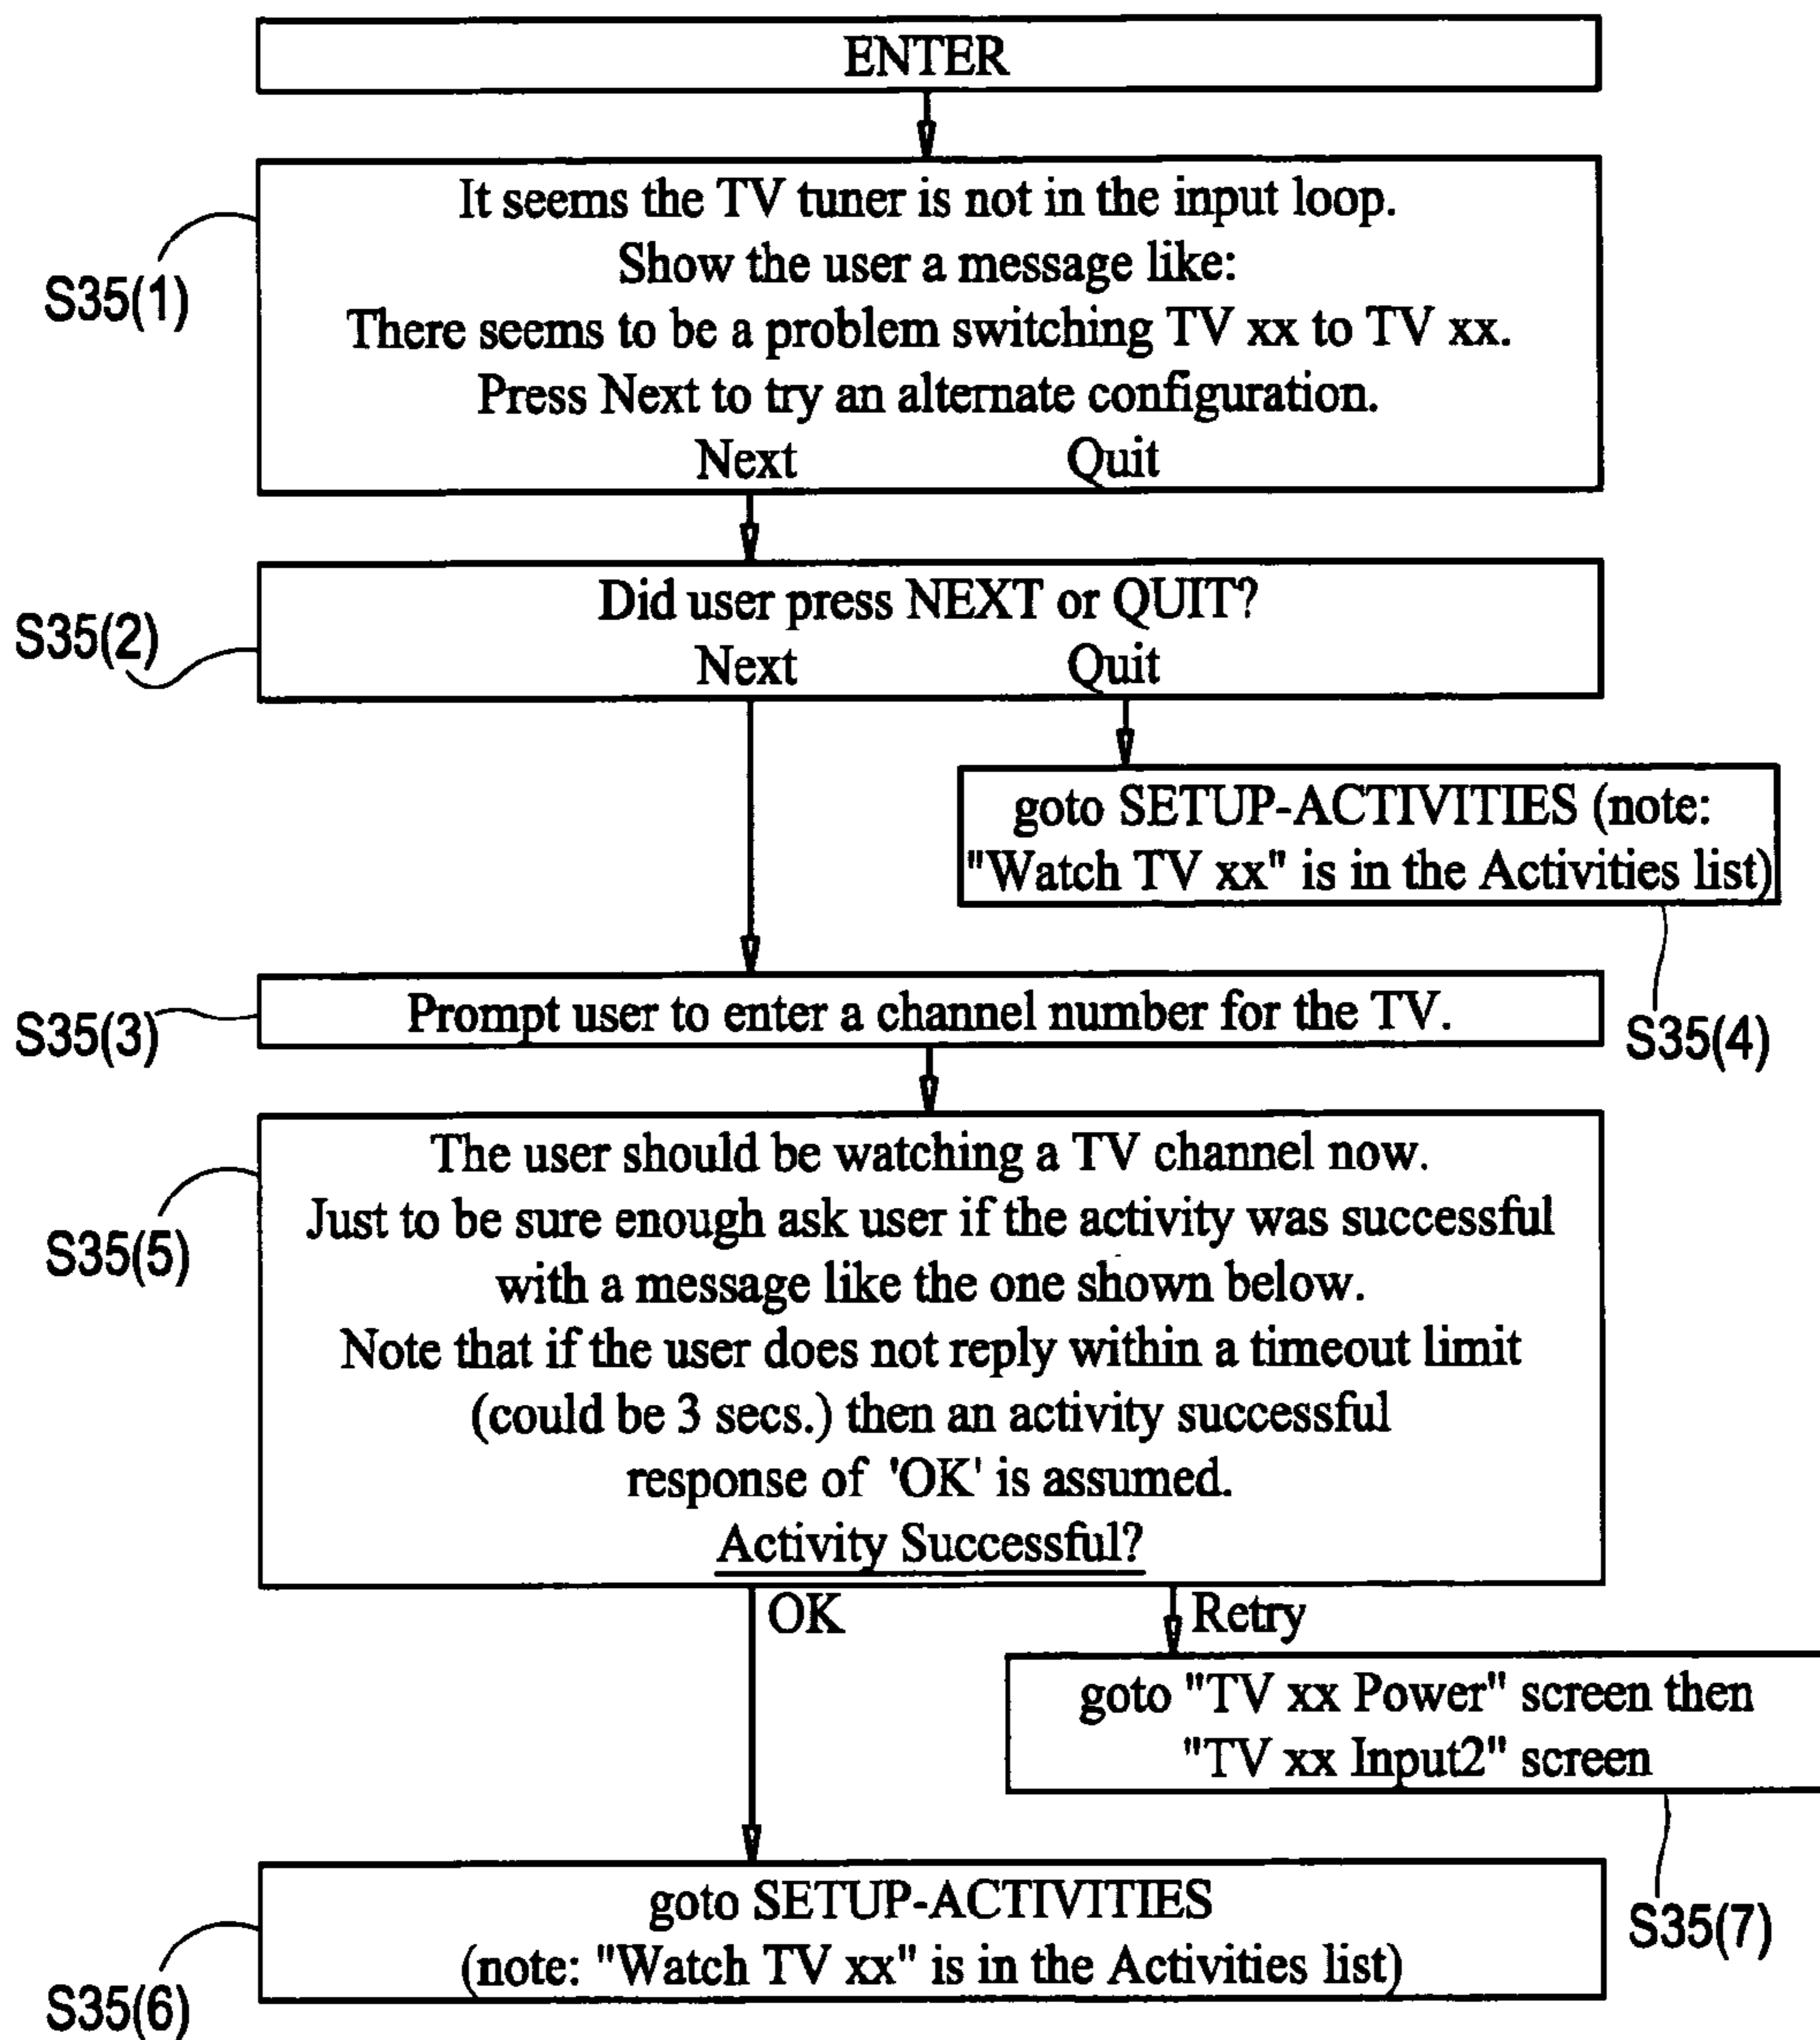 ENTER
It seems the TV tuner is not in the input loop.
Show the user a message like:
There seems to be a problem switching TV xx to TV xx.
Press Next to try an alternate configuration.
Next Quit
S35(1)
Did user press NEXT or QUIT?
Next Quit
S35(2)
goto SETUP-ACTIVITIES (note:
"Watch TV xx" is in the Activities list)
S35(4)
Prompt user to enter a channel number for the TV.
S35(3)
The user should be watching a TV channel now.
Just to be sure enough ask user if the activity was successful
with a message like the one shown below.
Note that if the user does not reply within a timeout limit
(could be 3 secs.) then an activity successful
response of 'OK' is assumed.
Activity Successful?
S35(5)
OK
Retry
goto "TV xx Power" screen then
"TV xx Input2" screen
S35(7)
goto SETUP-ACTIVITIES
(note: "Watch TV xx" is in the Activities list)
S35(6)